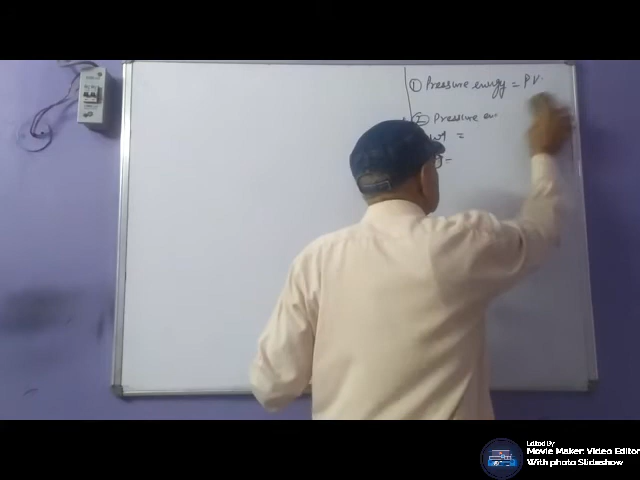 ① Pressure energy = PV
② Pressure en
=
Edited By
Movie Maker: Video Editor
With photo Slideshow